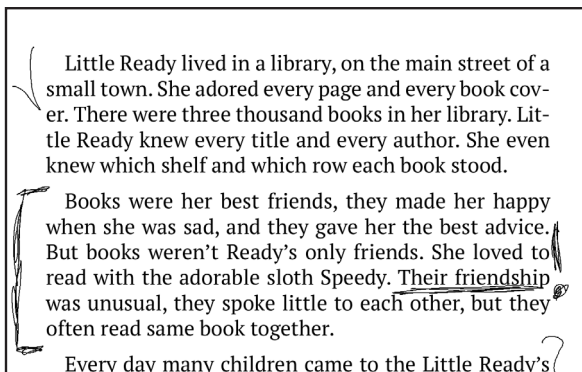 Little Ready lived in a library, on the main street of a
small town. She adored every page and every book cov-
er. There were three thousand books in her library. Lit-
tle Ready knew every title and every author. She even
knew which shelf and which row each book stood.
Books were her best friends, they made her happy
when she was sad, and they gave her the best advice.
But books weren't Ready's only friends. She loved to
read with the adorable sloth Speedy. Their friendship
was unusual, they spoke little to each other, but they
often read same book together.
Every day many children came to the Little Ready's